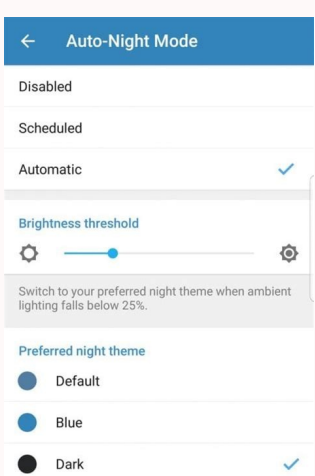 Auto-Night Mode
Disabled
Scheduled
Automatic
Brightness threshold
Switch to your preferred night theme when ambient
lighting falls below 25%.
Preferred night theme
Default
Blue
Dark